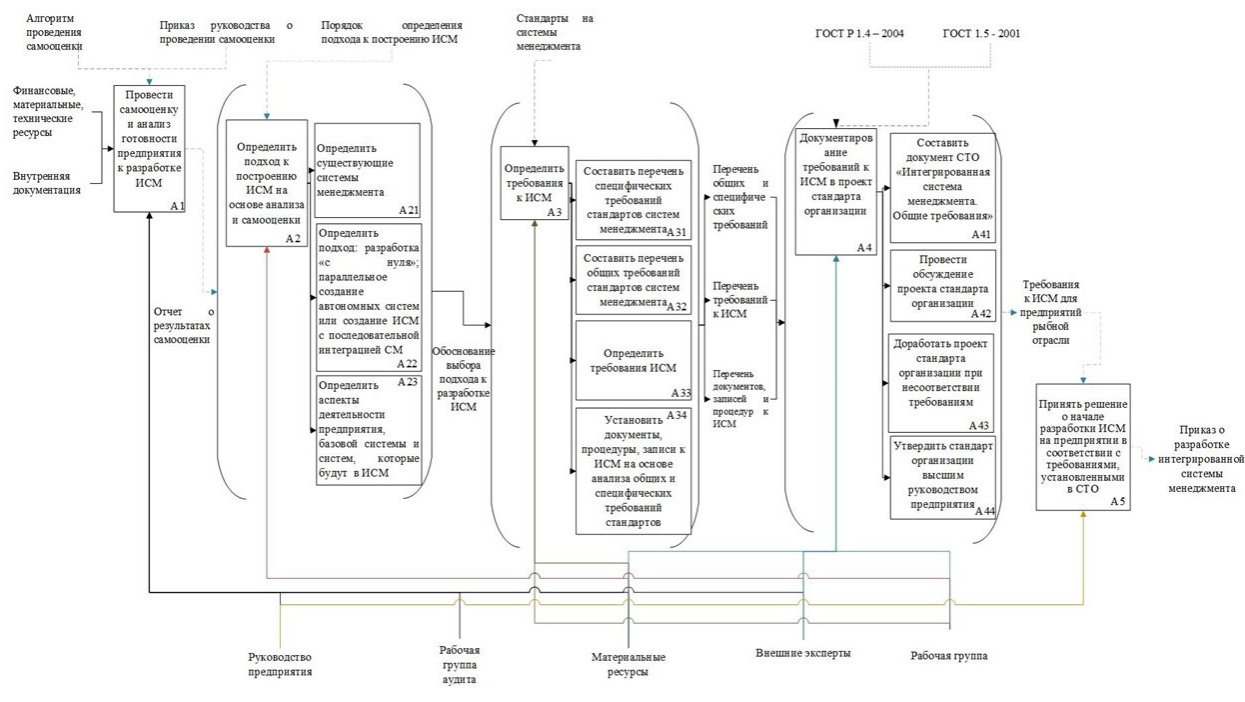 Алгоритм
проведения
самооценки
Приказ руководства о
проведении самооценки
Порядок определения
подхода к построению ИСМ
Стандарты на
системы
менеджмента
ГОСТ Р 1.4 – 2004
ГОСТ 1.5 - 2001
Финансовые,
материальные,
технические
ресурсы
Внутренняя
документация
Провести
самооценку
и анализ
готовности
предприятия
к разработке
ИСМ
А1
Отчет о
результатах
самооценки
Определить
подход к
построению
ИСМ на
основе анализа
и самооценки
А2
Определить
существующие
системы
менеджмента
А21
Определить
подход: разработка
«с нуля»;
параллельное
создание
автономных систем
или создание ИСМ
с последовательной
интеграцией СМ
А22
А23
Определить
аспекты
деятельности
предприятия,
базовой системы и
систем, которые
будут в ИСМ
Обоснование
выбора
подхода к
разработке
ИСМ
Определить
требования
к ИСМ
А3
Составить перечень
специфических
требований
стандартов систем
менеджмента
А31
Составить перечень
общих требований
стандартов систем
менеджмента
А32
Определить
требования ИСМ
А33
А34
Установить
документы,
процедуры, записи к
ИСМ на основе
анализа общих и
специфических
требований
стандартов
Перечень
общих и
специфиче
ских
требований
Перечень
требований
к ИСМ
Перечень
документов,
записей и
процедур к
ИСМ
Документиров
ание
требований к
ИСМ в проект
стандарта
организации
А4
Составить
документ СТО
«Интегрированная
система
менеджмента.
Общие требования»
А41
Провести
обсуждение
проекта стандарта
организации
А42
Доработать проект
стандарта
организации при
несоответствии
требованиям
А43
Утвердить стандарт
организации
высшим
руководством
предприятия
А44
Требования
к ИСМ для
предприятий
рыбной
отрасли
Принять решение
о начале
разработки ИСМ
на предприятии в
соответствии с
требованиями,
установленными
в СТО
А5
Приказ о
разработке
интегрированной
системы
менеджмента
Руководство
предприятия
Рабочая
группа
аудита
Материальные
ресурсы
Внешние эксперты
Рабочая группа